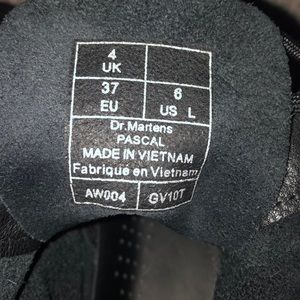 4
UK
37
EU
6
US L
Dr.Martens
PASCAL
MADE IN VIETNAM
Fabrique en Vietnam
AW004 GV10T